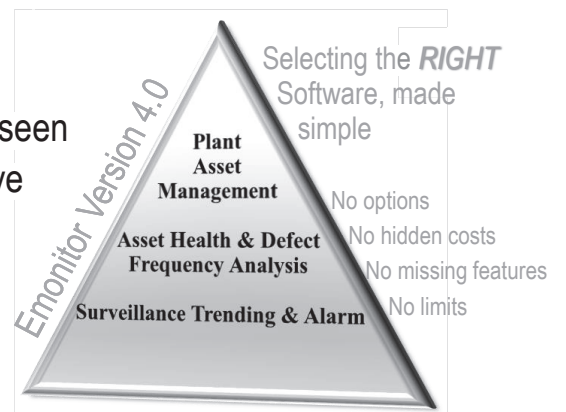 seen
ve
Emonitor Version 4.0
Selecting the RIGHT
Software, made
simple
Plant
Asset
Management
Asset Health & Defect
Frequency Analysis
Surveillance Trending & Alarm
No options
No hidden costs
No missing features
No limits